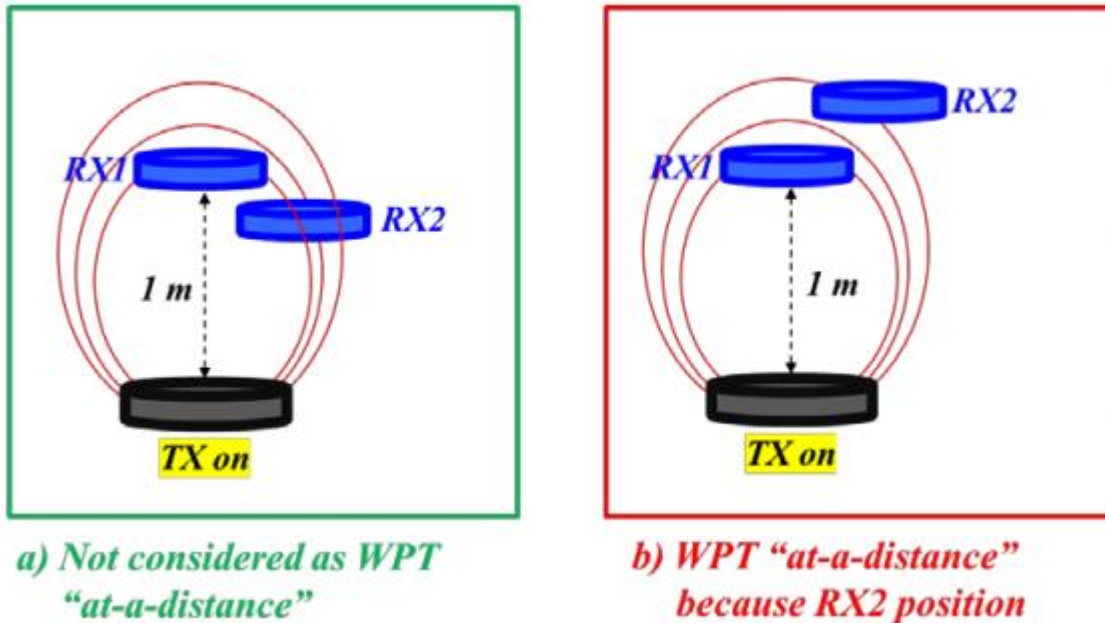 RX1
RX2
1 m
TX on
a) Not considered as WPT
“at-a-distance”
RX2
RX1
1 m
TX on
b) WPT “at-a-distance”
because RX2 position